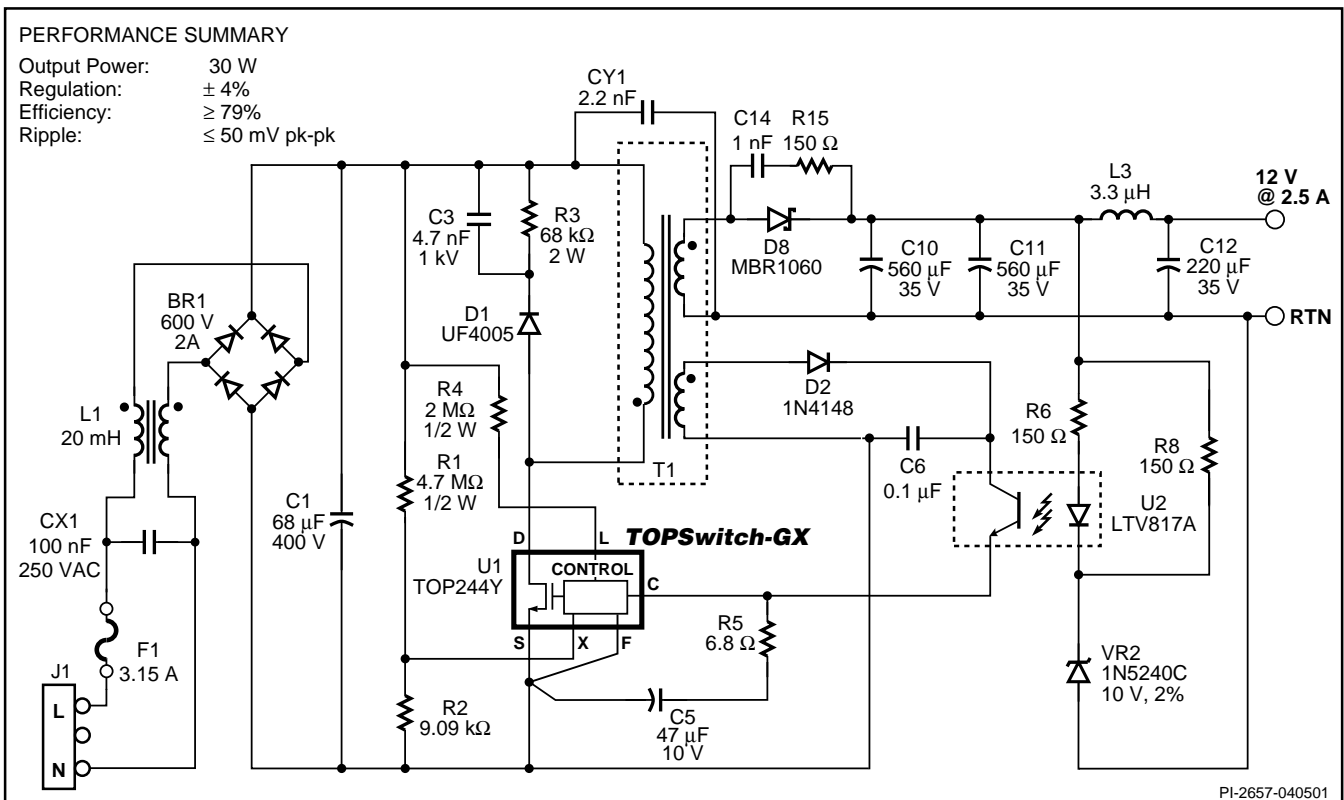 PERFORMANCE SUMMARY
Output Power: 30 W
Regulation: ± 4%
Efficiency: ≥ 79%
Ripple: ≤ 50 mV pk-pk
CY1
2.2 nF
C14
1 nF
R15
150 Ω
L3
3.3 µH
12 V
@ 2.5 A
C3
4.7 nF
1 kV
R3
68 kΩ
2 W
D8
MBR1060
C10
560 µF
35 V
C11
560 µF
35 V
C12
220 µF
35 V
RTN
BR1
600 V
2A
D1
UF4005
D2
1N4148
R4
2 MΩ
1/2 W
R6
150 Ω
R8
150 Ω
L1
20 mH
R1
4.7 MΩ
1/2 W
T1
C6
0.1 µF
U2
LTV817A
CX1
100 nF
250 VAC
C1
68 µF
400 V
TOPSwitch-GX
D
L
U1
TOP244Y
CONTROL
C
S
X
F
R5
6.8 Ω
VR2
1N5240C
10 V, 2%
F1
3.15 A
J1
L
N
R2
9.09 kΩ
C5
47 µF
10 V
PI-2657-040501